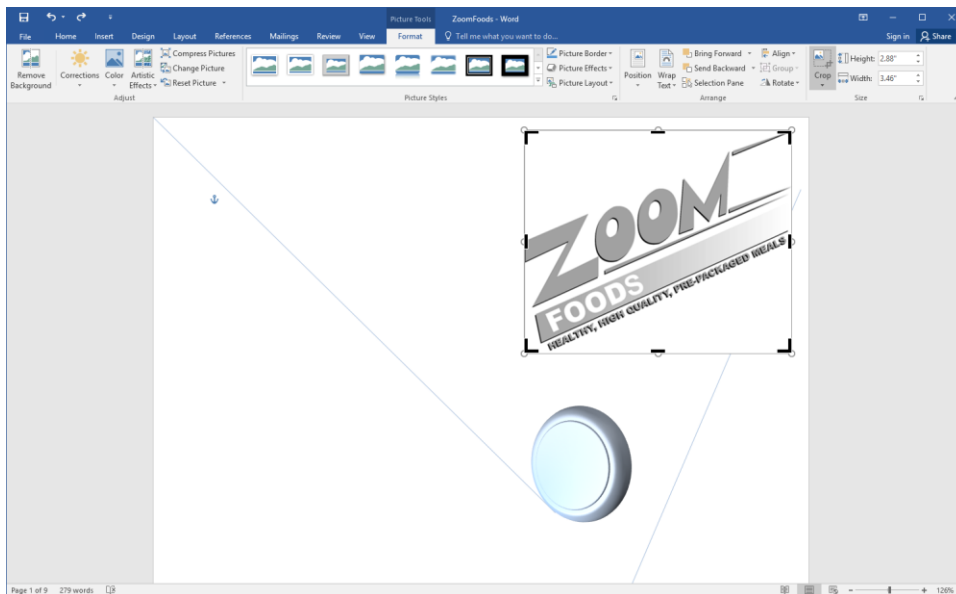 Picture Tools
ZoomFoods - Word
File Home Insert Design Layout References Mailings Review View Format Tell me what you want to do... Sign in Share
Remove Background
Corrections
Color
Artistic Effects
Compress Pictures
Change Picture
Reset Picture
Adjust
Picture Styles
Picture Border
Picture Effects
Picture Layout
Position
Wrap Text
Bring Forward
Send Backward
Selection Pane
Align
Group
Rotate
Arrange
Crop
Height: 2.88"
Width: 3.46"
Size
ZOOM
FOODS
HEALTHY, HIGH QUALITY, PRE-PACKAGED MEALS
Page 1 of 9 279 words 126%